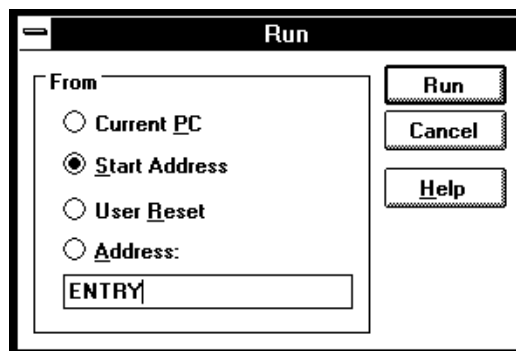 Run
From
Current PC
Start Address
User Reset
Address:
ENTRY
Run
Cancel
Help